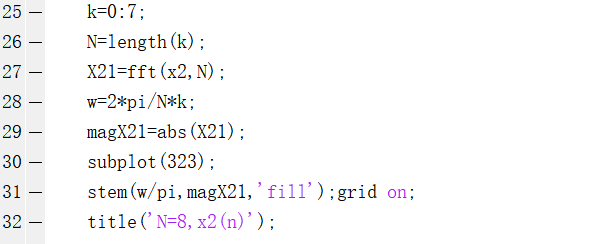 25 — k=0:7;
26 — N=length(k);
27 — X21=fft(x2,N);
28 — w=2*pi/N*k;
29 — magX21=abs(X21);
30 — subplot(323);
31 — stem(w/pi,magX21,'fill');grid on;
32 — title('N=8,x2(n)');